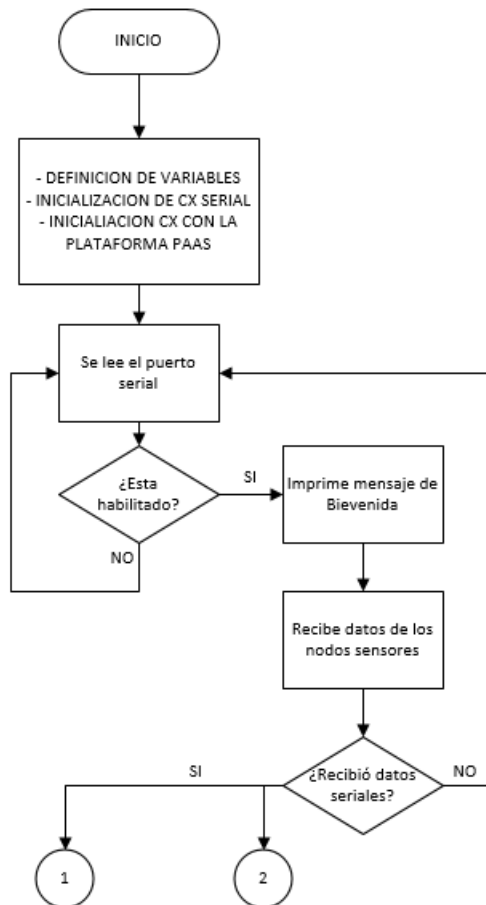 INICIO
- DEFINICION DE VARIABLES
- INICIALIZACION DE CX SERIAL
- INICIALIACION CX CON LA
PLATAFORMA PAAS
Se lee el puerto
serial
¿Esta
habilitado?
SI
NO
Imprime mensaje de
Bievenida
Recibe datos de los
nodos sensores
¿Recibió datos
seriales?
SI
NO
1
2